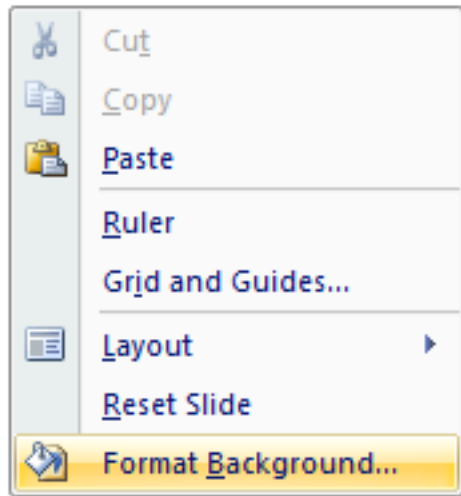 Cut
Copy
Paste
Ruler
Grid and Guides...
Layout
Reset Slide
Format Background...